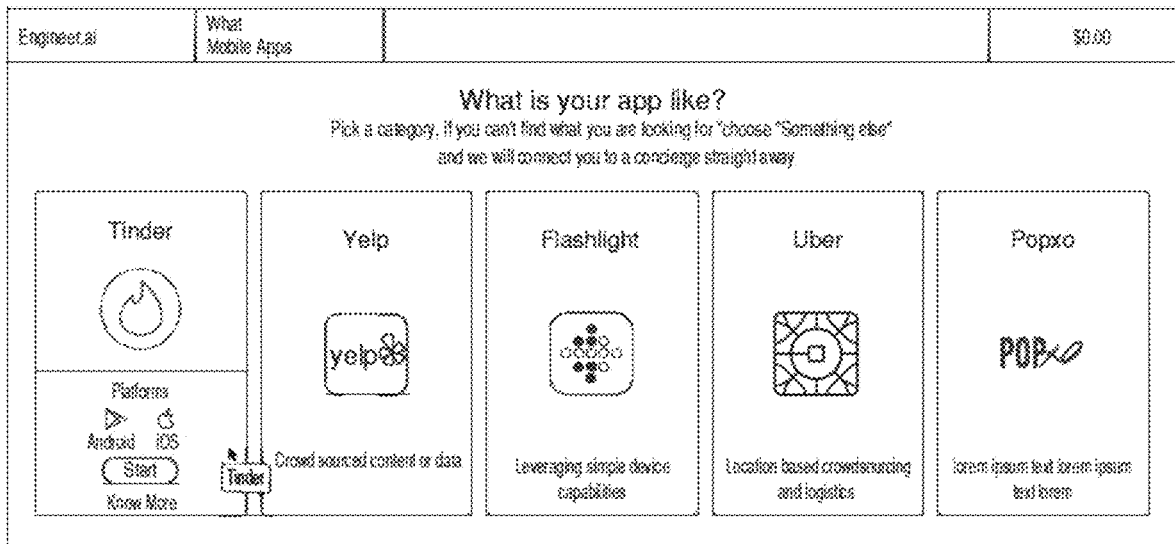 Engineer.ai
What
Mobile Apps
$0.00
What is your app like?
Pick a category, if you can't find what you are looking for "choose "Something else"
and we will connect you to a concierge straight away
Tinder
Platforms
Android iOS
Start
Know More
Tinder
Yelp
yelp
Crowd sourced content or data
Flashlight
Leveraging simple device
capabilities
Uber
Location based crowdsourcing
and logistics
Popxo
POPxo
lorem ipsum text lorem ipsum
text lorem